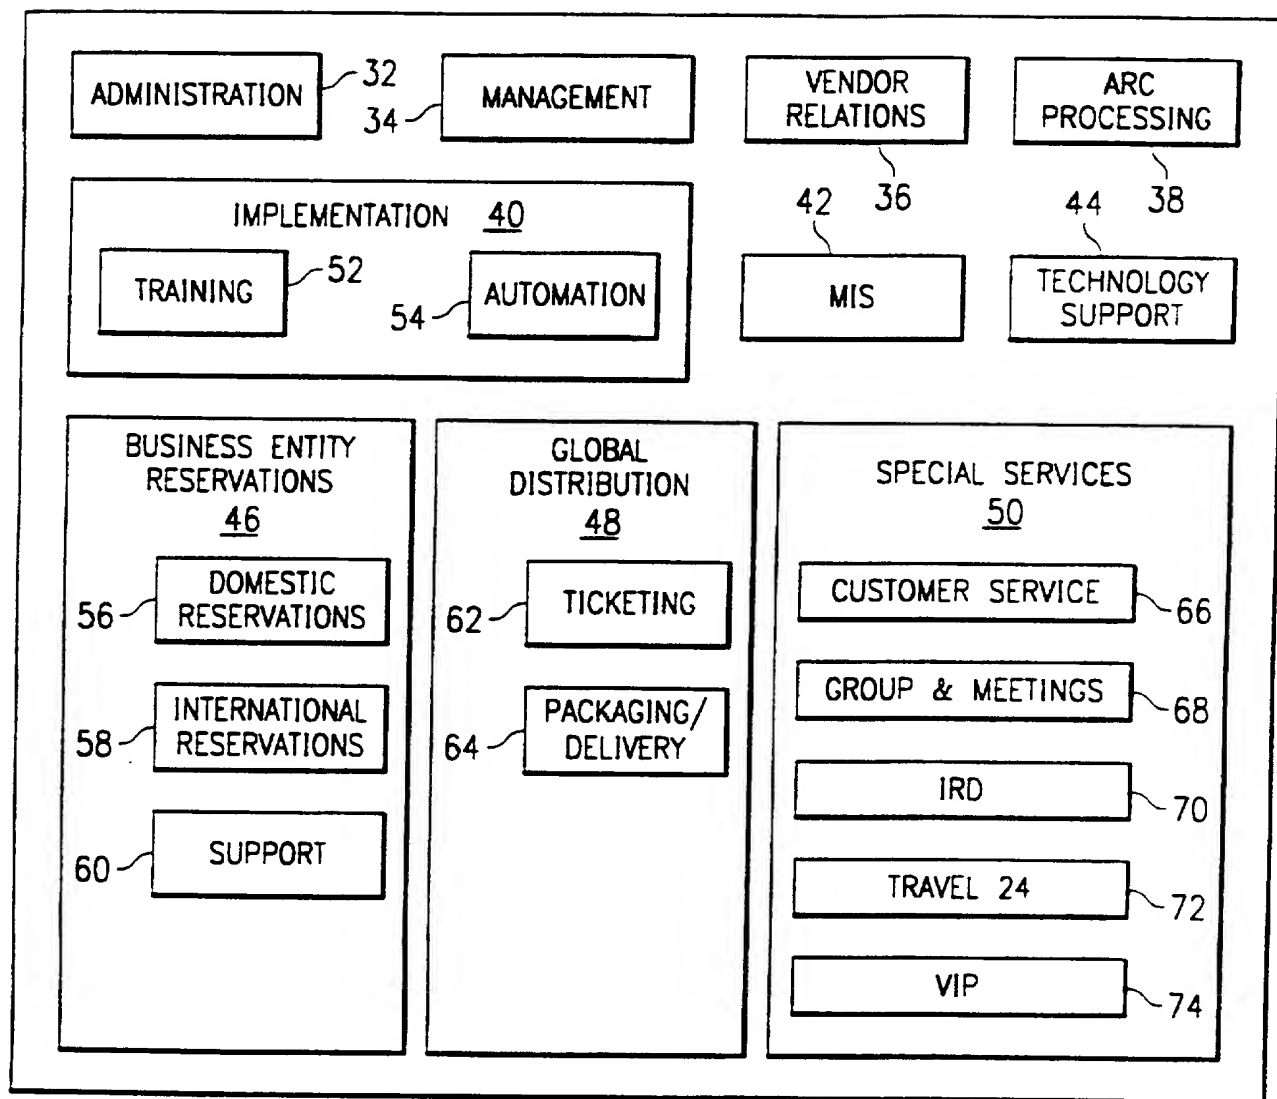 ADMINISTRATION
32
34
MANAGEMENT
VENDOR
RELATIONS
36
ARC
PROCESSING
38
IMPLEMENTATION 40
TRAINING
52
54
AUTOMATION
42
MIS
44
TECHNOLOGY
SUPPORT
BUSINESS ENTITY
RESERVATIONS
46
56
DOMESTIC
RESERVATIONS
58
INTERNATIONAL
RESERVATIONS
60
SUPPORT
GLOBAL
DISTRIBUTION
48
62
TICKETING
64
PACKAGING/
DELIVERY
SPECIAL SERVICES
50
CUSTOMER SERVICE
66
GROUP & MEETINGS
68
IRD
70
TRAVEL 24
72
VIP
74